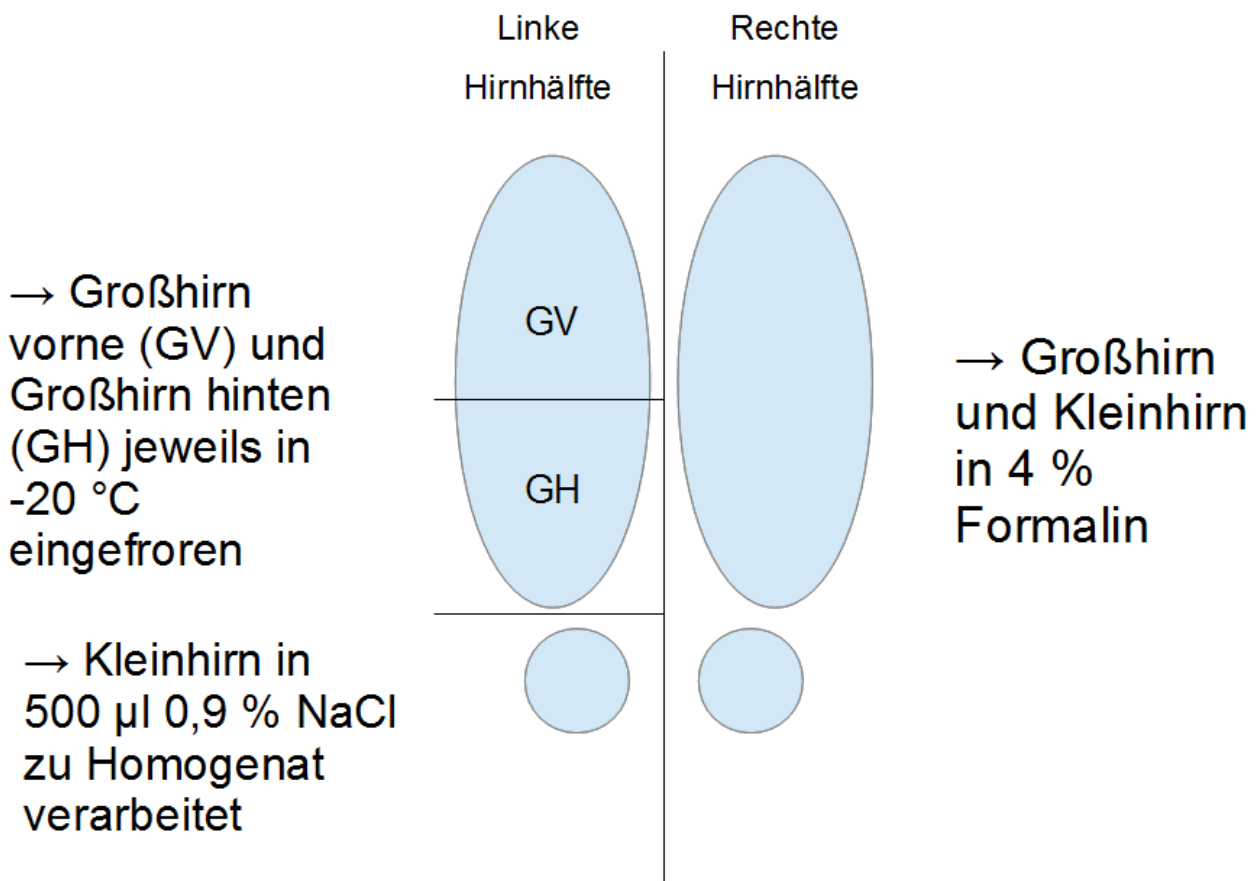 Linke
Hirnhälfte
Rechte
Hirnhälfte
→ Großhirn
vorne (GV) und
Großhirn hinten
(GH) jeweils in
-20 °C
eingefroren
GV
GH
→ Kleinhirn in
500 µl 0,9 % NaCl
zu Homogenat
verarbeitet
→ Großhirn
und Kleinhirn
in 4 %
Formalin